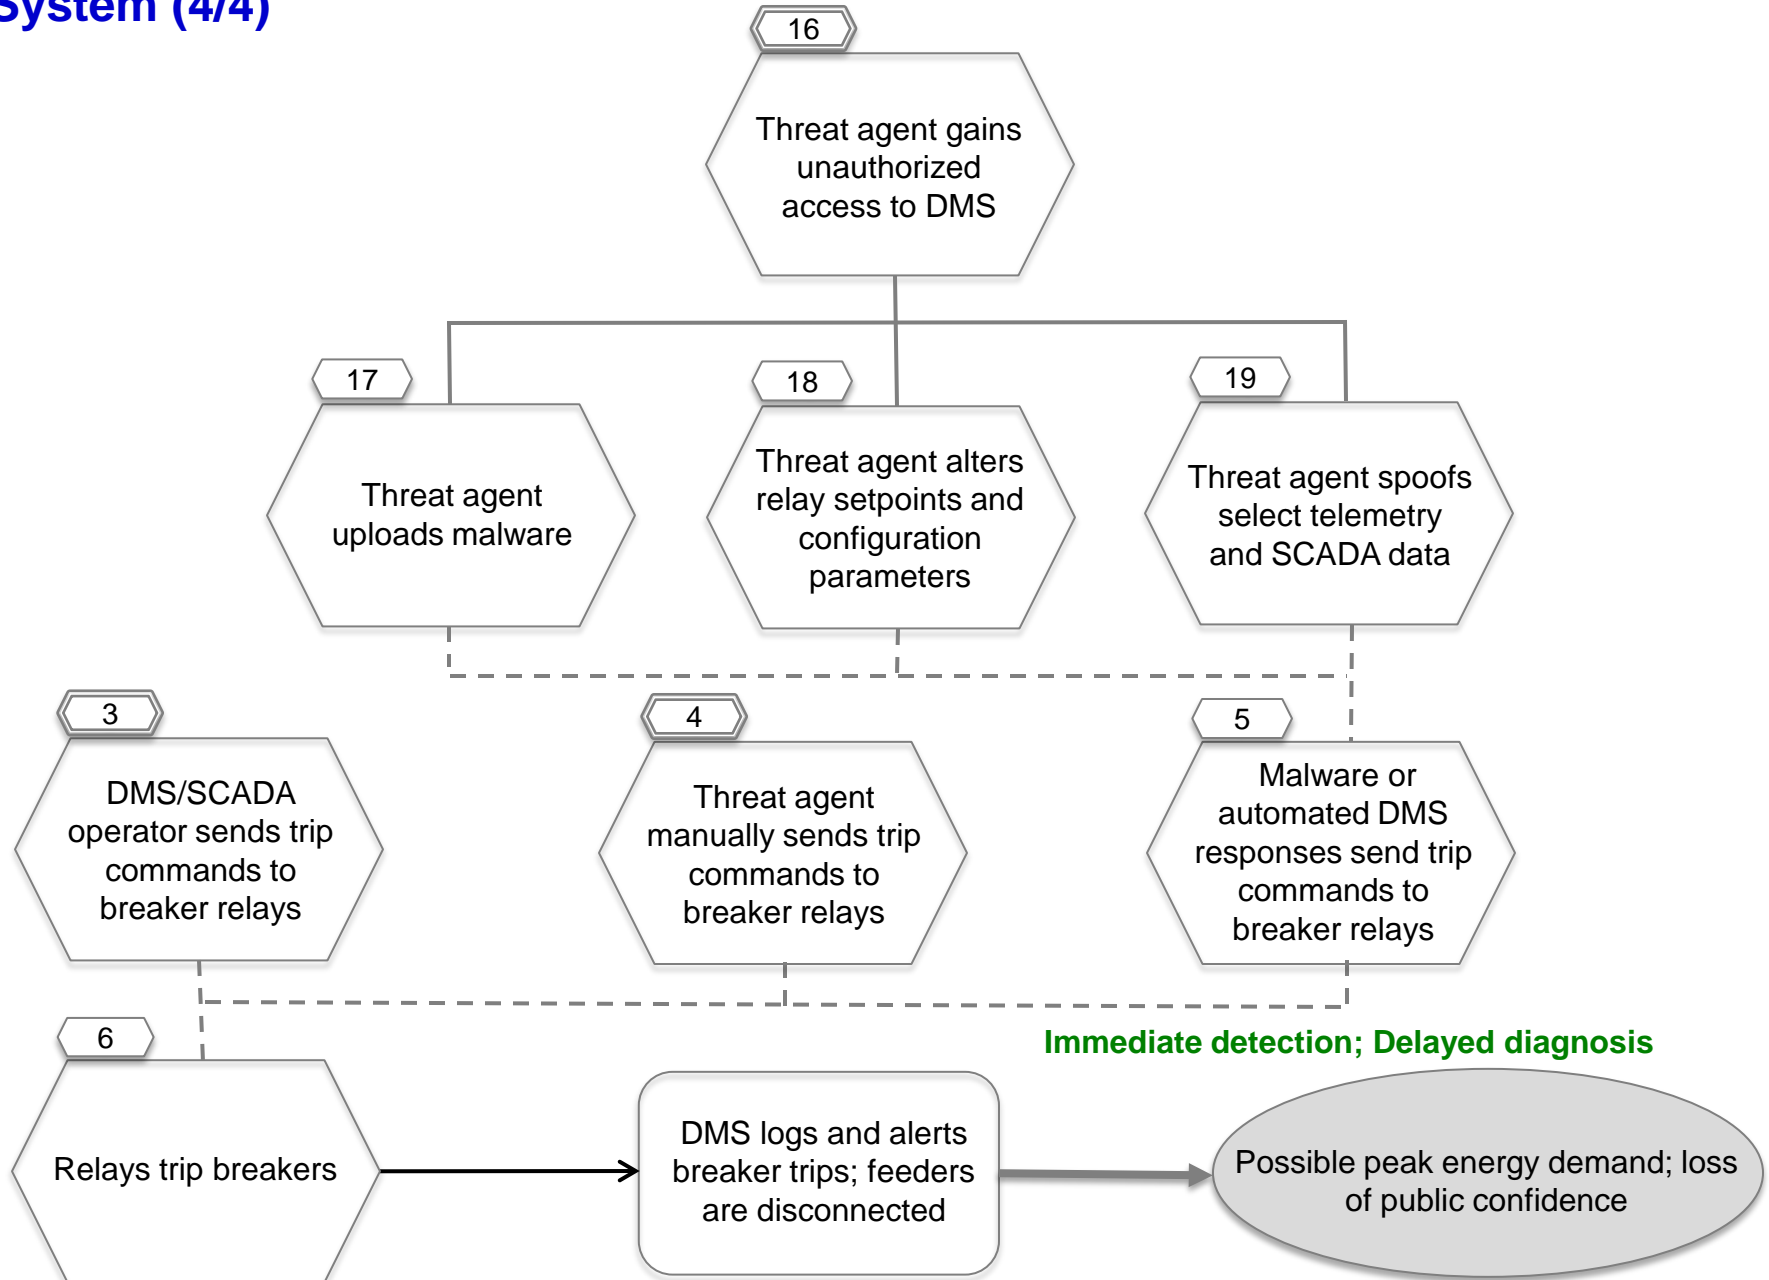 System (4/4)
16
Threat agent gains
unauthorized
access to DMS
17
Threat agent
uploads malware
18
Threat agent alters
relay setpoints and
configuration
parameters
19
Threat agent spoofs
select telemetry
and SCADA data
3
DMS/SCADA
operator sends trip
commands to
breaker relays
4
Threat agent
manually sends trip
commands to
breaker relays
5
Malware or
automated DMS
responses send trip
commands to
breaker relays
6
Relays trip breakers
DMS logs and alerts
breaker trips; feeders
are disconnected
Immediate detection; Delayed diagnosis
Possible peak energy demand; loss
of public confidence